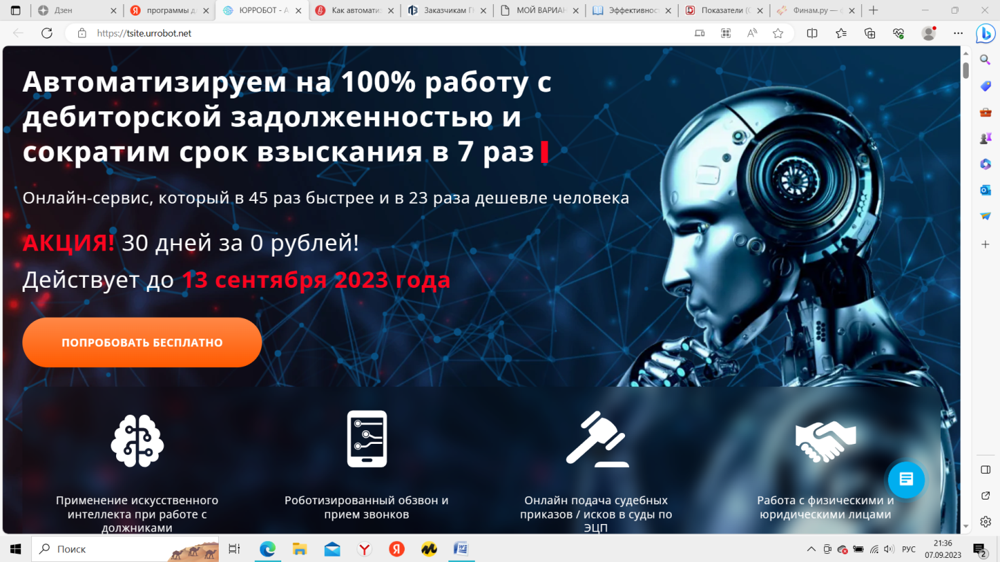 Дзен
программы д
ЮРРОБОТ - А
Как автомати
Заказчикам Г
МОЙ ВАРИАН
Эффективнос
Показатели (С
Финам.ру — с
https://tsite.urrobot.net
Автоматизируем на 100% работу с
дебиторской задолженностью и
сократим срок взыскания в 7 раз
Онлайн-сервис, который в 45 раз быстрее и в 23 раза дешевле человека
АКЦИЯ! 30 дней за 0 рублей!
Действует до 13 сентября 2023 года
ПОПРОБОВАТЬ БЕСПЛАТНО
Применение искусственного
интеллекта при работе с
должниками
Роботизированный обзвон и
прием звонков
Онлайн подача судебных
приказов / исков в суды по
ЭЦП
Работа с физическими и
юридическими лицами
Поиск
РУС
21:36
07.09.2023
2